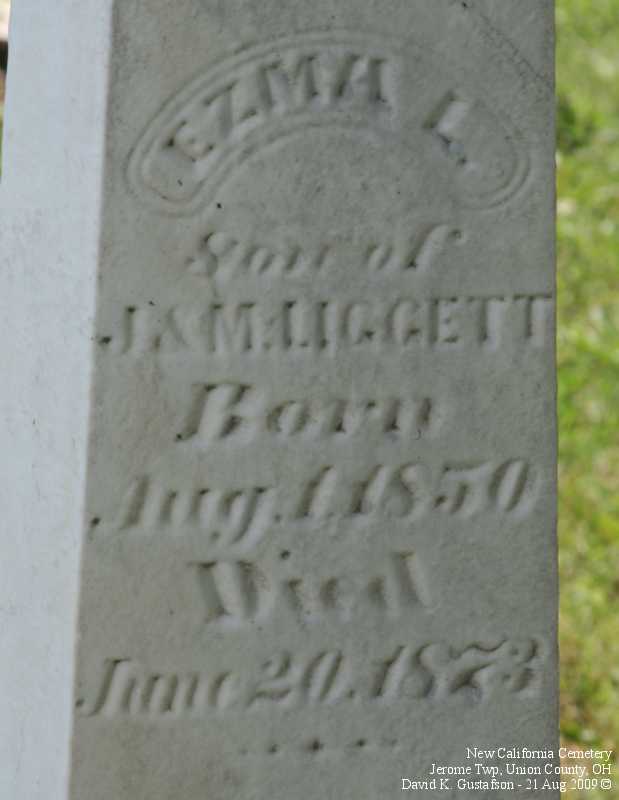 EZMA L.
Son of
J. & M. LIGGETT
Born
Aug. 1, 1850
Died
June 20, 1873
New California Cemetery
Jerome Twp, Union County, OH
David K. Gustafson - 21 Aug 2009 ©